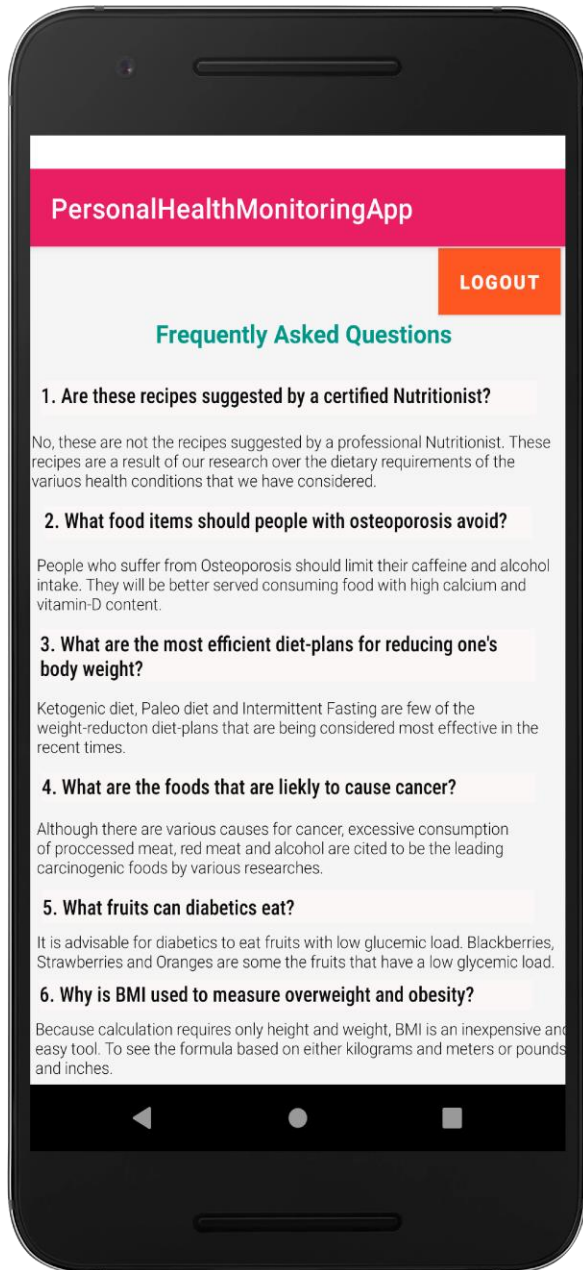 PersonalHealthMonitoringApp
LOGOUT
Frequently Asked Questions
1. Are these recipes suggested by a certified Nutritionist?
No, these are not the recipes suggested by a professional Nutritionist. These
recipes are a result of our research over the dietary requirements of the
variuos health conditions that we have considered.
2. What food items should people with osteoporosis avoid?
People who suffer from Osteoporosis should limit their caffeine and alcohol
intake. They will be better served consuming food with high calcium and
vitamin-D content.
3. What are the most efficient diet-plans for reducing one's
body weight?
Ketogenic diet, Paleo diet and Intermittent Fasting are few of the
weight-reducton diet-plans that are being considered most effective in the
recent times.
4. What are the foods that are liekly to cause cancer?
Although there are various causes for cancer, excessive consumption
of proccessed meat, red meat and alcohol are cited to be the leading
carcinogenic foods by various researches.
5. What fruits can diabetics eat?
It is advisable for diabetics to eat fruits with low glucemic load. Blackberries,
Strawberries and Oranges are some the fruits that have a low glycemic load.
6. Why is BMI used to measure overweight and obesity?
Because calculation requires only height and weight, BMI is an inexpensive and
easy tool. To see the formula based on either kilograms and meters or pounds
and inches.